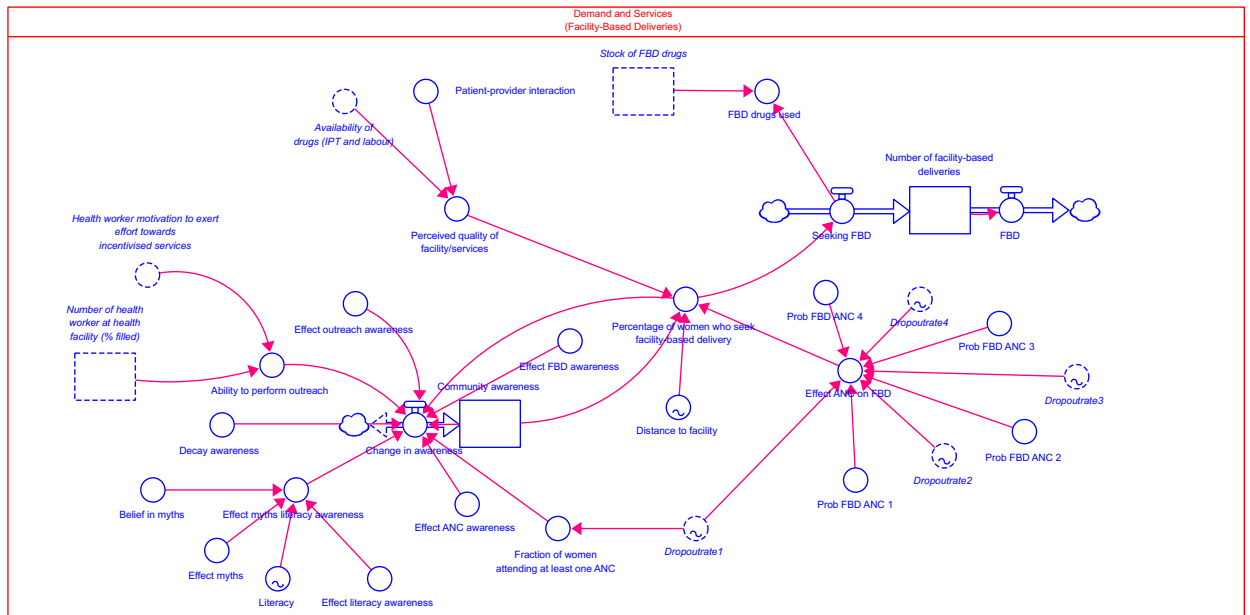 Demand and Services
(Facility-Based Deliveries)
Stock of FBD drugs
Patient-provider interaction
FBD drugs used
Availability of
drugs (IPT and labour)
Number of facility-based
deliveries
Health worker motivation to exert
effort towards
incentivised services
Perceived quality of
facility/services
Seeking FBD
FBD
Number of health
worker at health
facility (% filled)
Effect outreach awareness
Percentage of women who seek
facility-based delivery
Prob FBD ANC 4
Dropoutrate4
Prob FBD ANC 3
Effect FBD awareness
Ability to perform outreach
Community awareness
Effect ANC on FBD
Dropoutrate3
Distance to facility
Decay awareness
Change in awareness
Prob FBD ANC 2
Dropoutrate2
Prob FBD ANC 1
Belief in myths
Effect myths literacy awareness
Effect ANC awareness
Fraction of women
attending at least one ANC
Dropoutrate1
Effect myths
Literacy
Effect literacy awareness